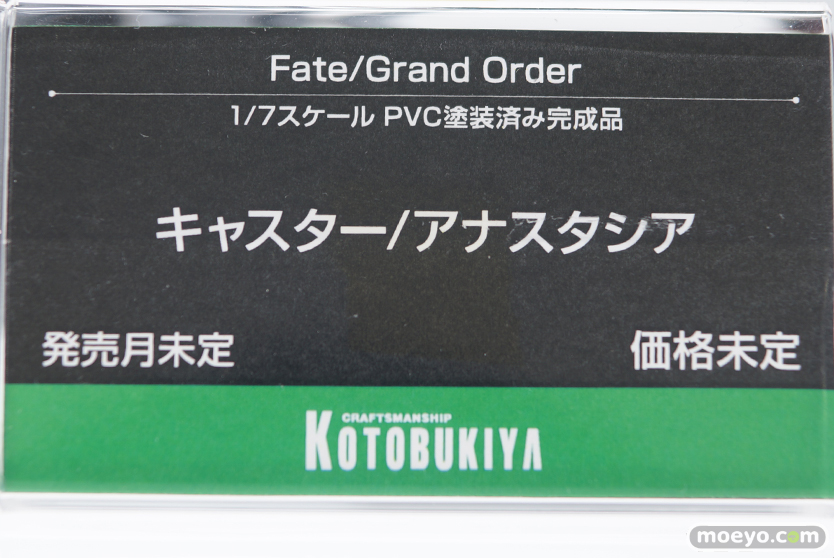 Fate/Grand Order
1/7スケール PVC塗装済み完成品
キャスター/アナスタシア
発売月未定
価格未定
CRAFTSMANSHIP
KOTOBUKIYA
moeyo.com